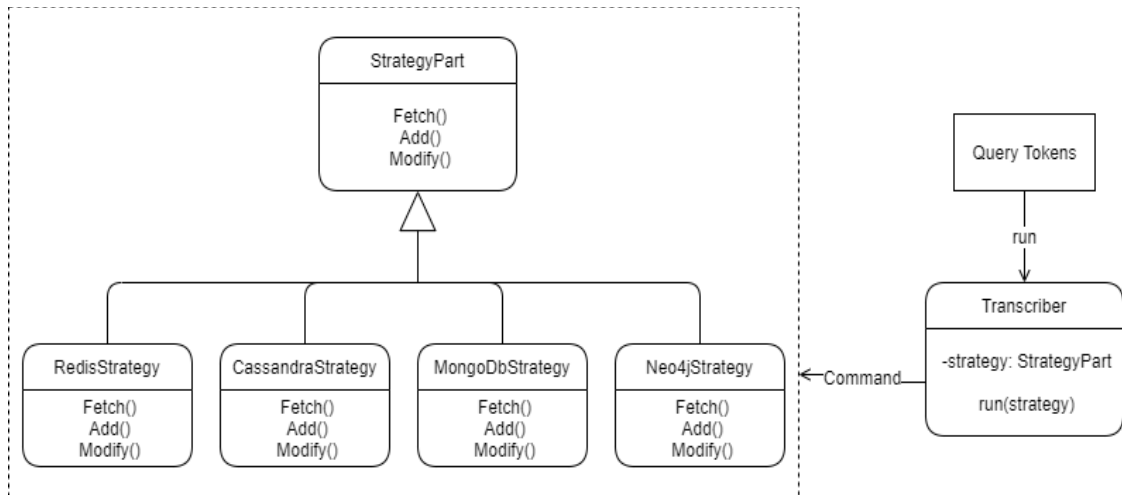 StrategyPart
Fetch()
Add()
Modify()
Query Tokens
run
Transcriber
-strategy: StrategyPart
run(strategy)
Command
RedisStrategy
Fetch()
Add()
Modify()
CassandraStrategy
Fetch()
Add()
Modify()
MongoDbStrategy
Fetch()
Add()
Modify()
Neo4jStrategy
Fetch()
Add()
Modify()